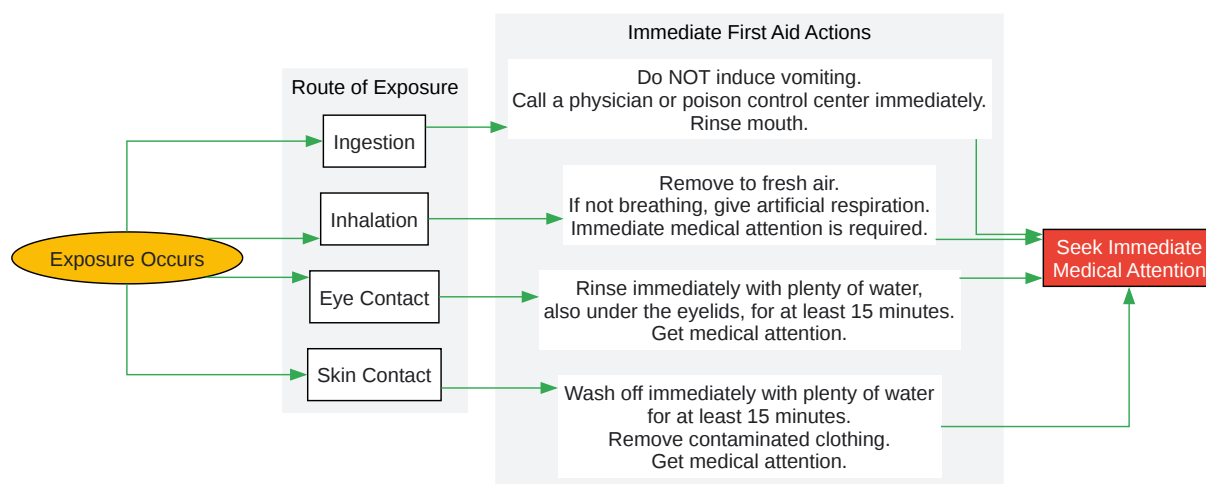 Immediate First Aid Actions
Route of Exposure
Do NOT induce vomiting.
Call a physician or poison control center immediately.
Rinse mouth.
Ingestion
Remove to fresh air.
If not breathing, give artificial respiration.
Immediate medical attention is required.
Inhalation
Exposure Occurs
Seek Immediate
Medical Attention
Eye Contact
Rinse immediately with plenty of water,
also under the eyelids, for at least 15 minutes.
Get medical attention.
Skin Contact
Wash off immediately with plenty of water
for at least 15 minutes.
Remove contaminated clothing.
Get medical attention.